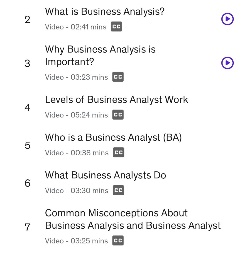 2
What is Business Analysis?
Video - 02:41 mins CC
3
Why Business Analysis is
Important?
Video - 03:23 mins CC
4
Levels of Business Analyst Work
Video - 05:24 mins CC
5
Who is a Business Analyst (BA)
Video - 00:38 mins CC
6
What Business Analysts Do
Video - 03:30 mins CC
7
Common Misconceptions About
Business Analysis and Business Analyst
Video - 03:25 mins CC